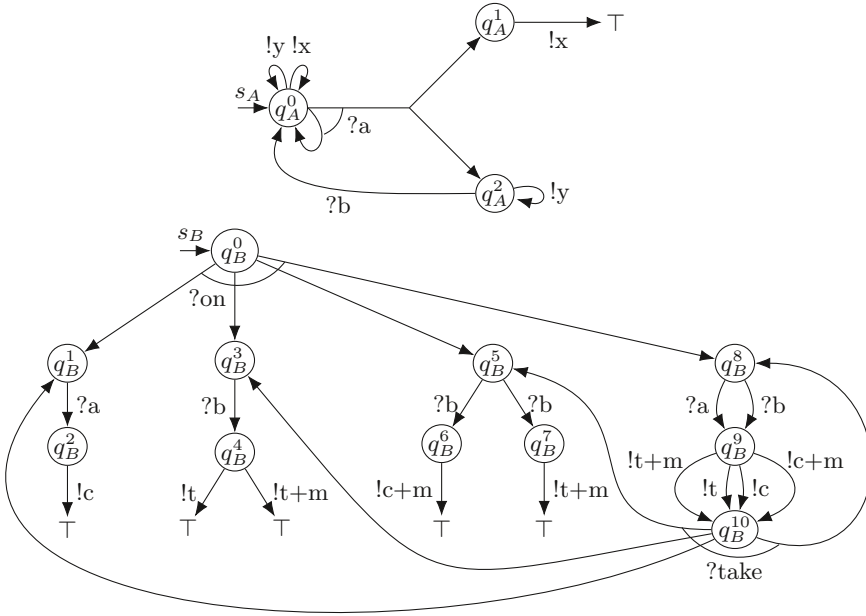 q_A^1
!x
⊤
!y !x
s_A
q_A^0
?a
q_A^2
!y
?b
s_B
q_B^0
?on
q_B^1
q_B^3
q_B^5
q_B^8
?a
?b
?b
?b
?a
?b
q_B^2
q_B^4
q_B^6
q_B^7
q_B^9
!c
!t
!t+m
!c+m
!t+m
!t+m
!t
!c
!c+m
⊤
⊤
⊤
⊤
⊤
q_B^10
?take